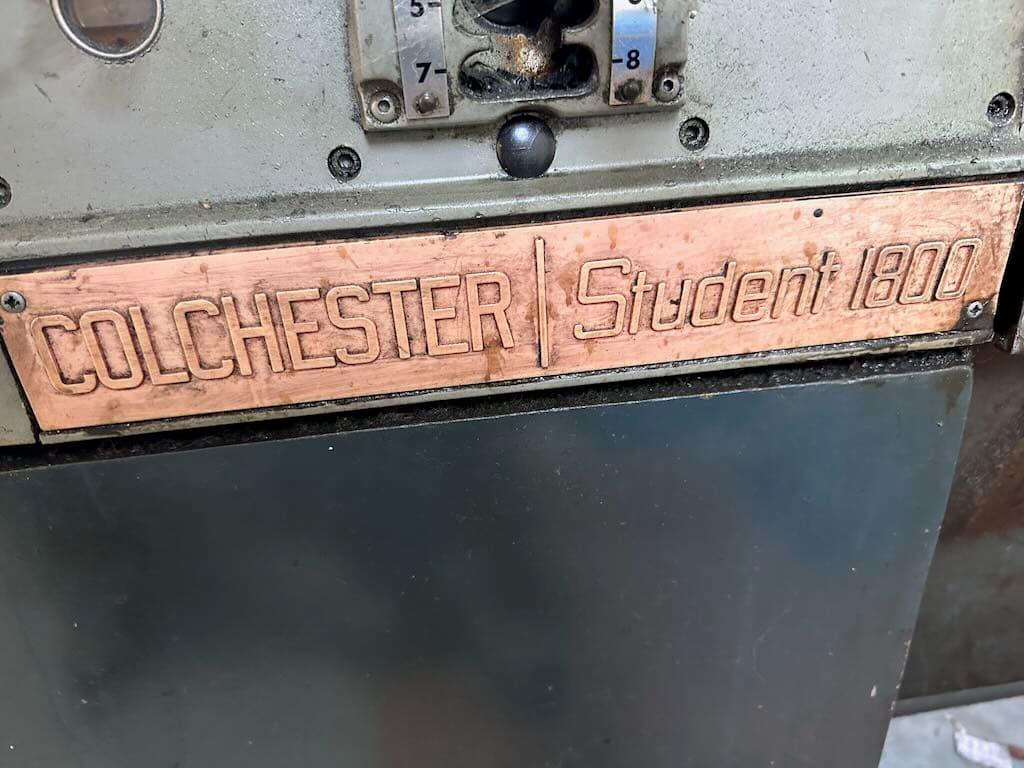 5-
7- -8
COLCHESTER | Student 1800